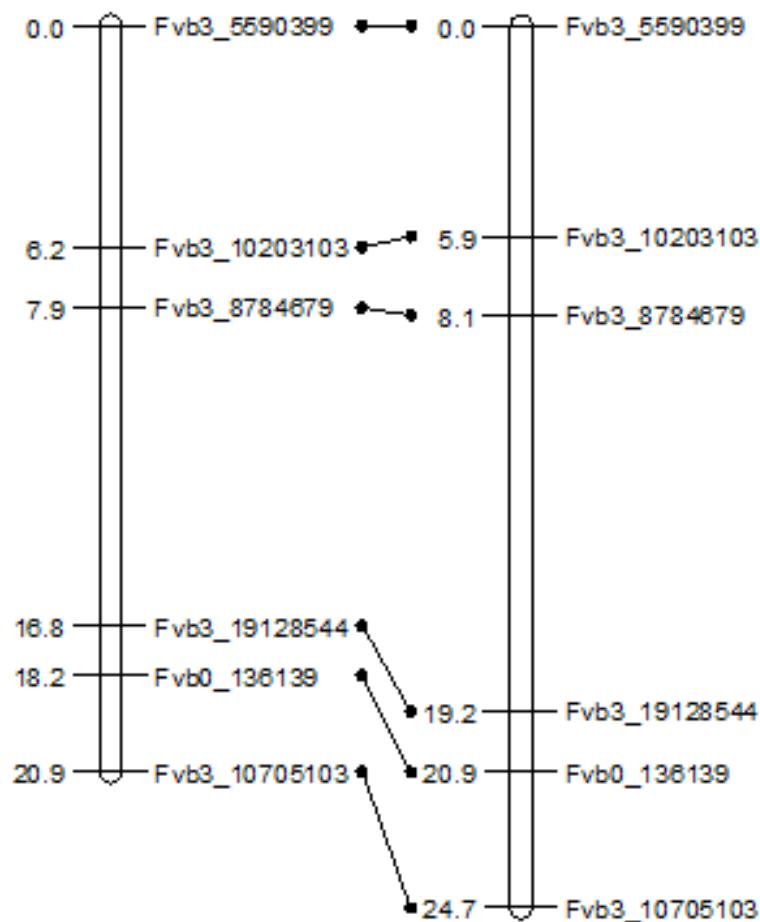 0.0 Fvb3_5590399 0.0 Fvb3_5590399
6.2 Fvb3_10203103 5.9 Fvb3_10203103
7.9 Fvb3_8784679 8.1 Fvb3_8784679
16.8 Fvb3_19128544 19.2 Fvb3_19128544
18.2 Fvb0_136139 20.9 Fvb0_136139
20.9 Fvb3_10705103 24.7 Fvb3_10705103